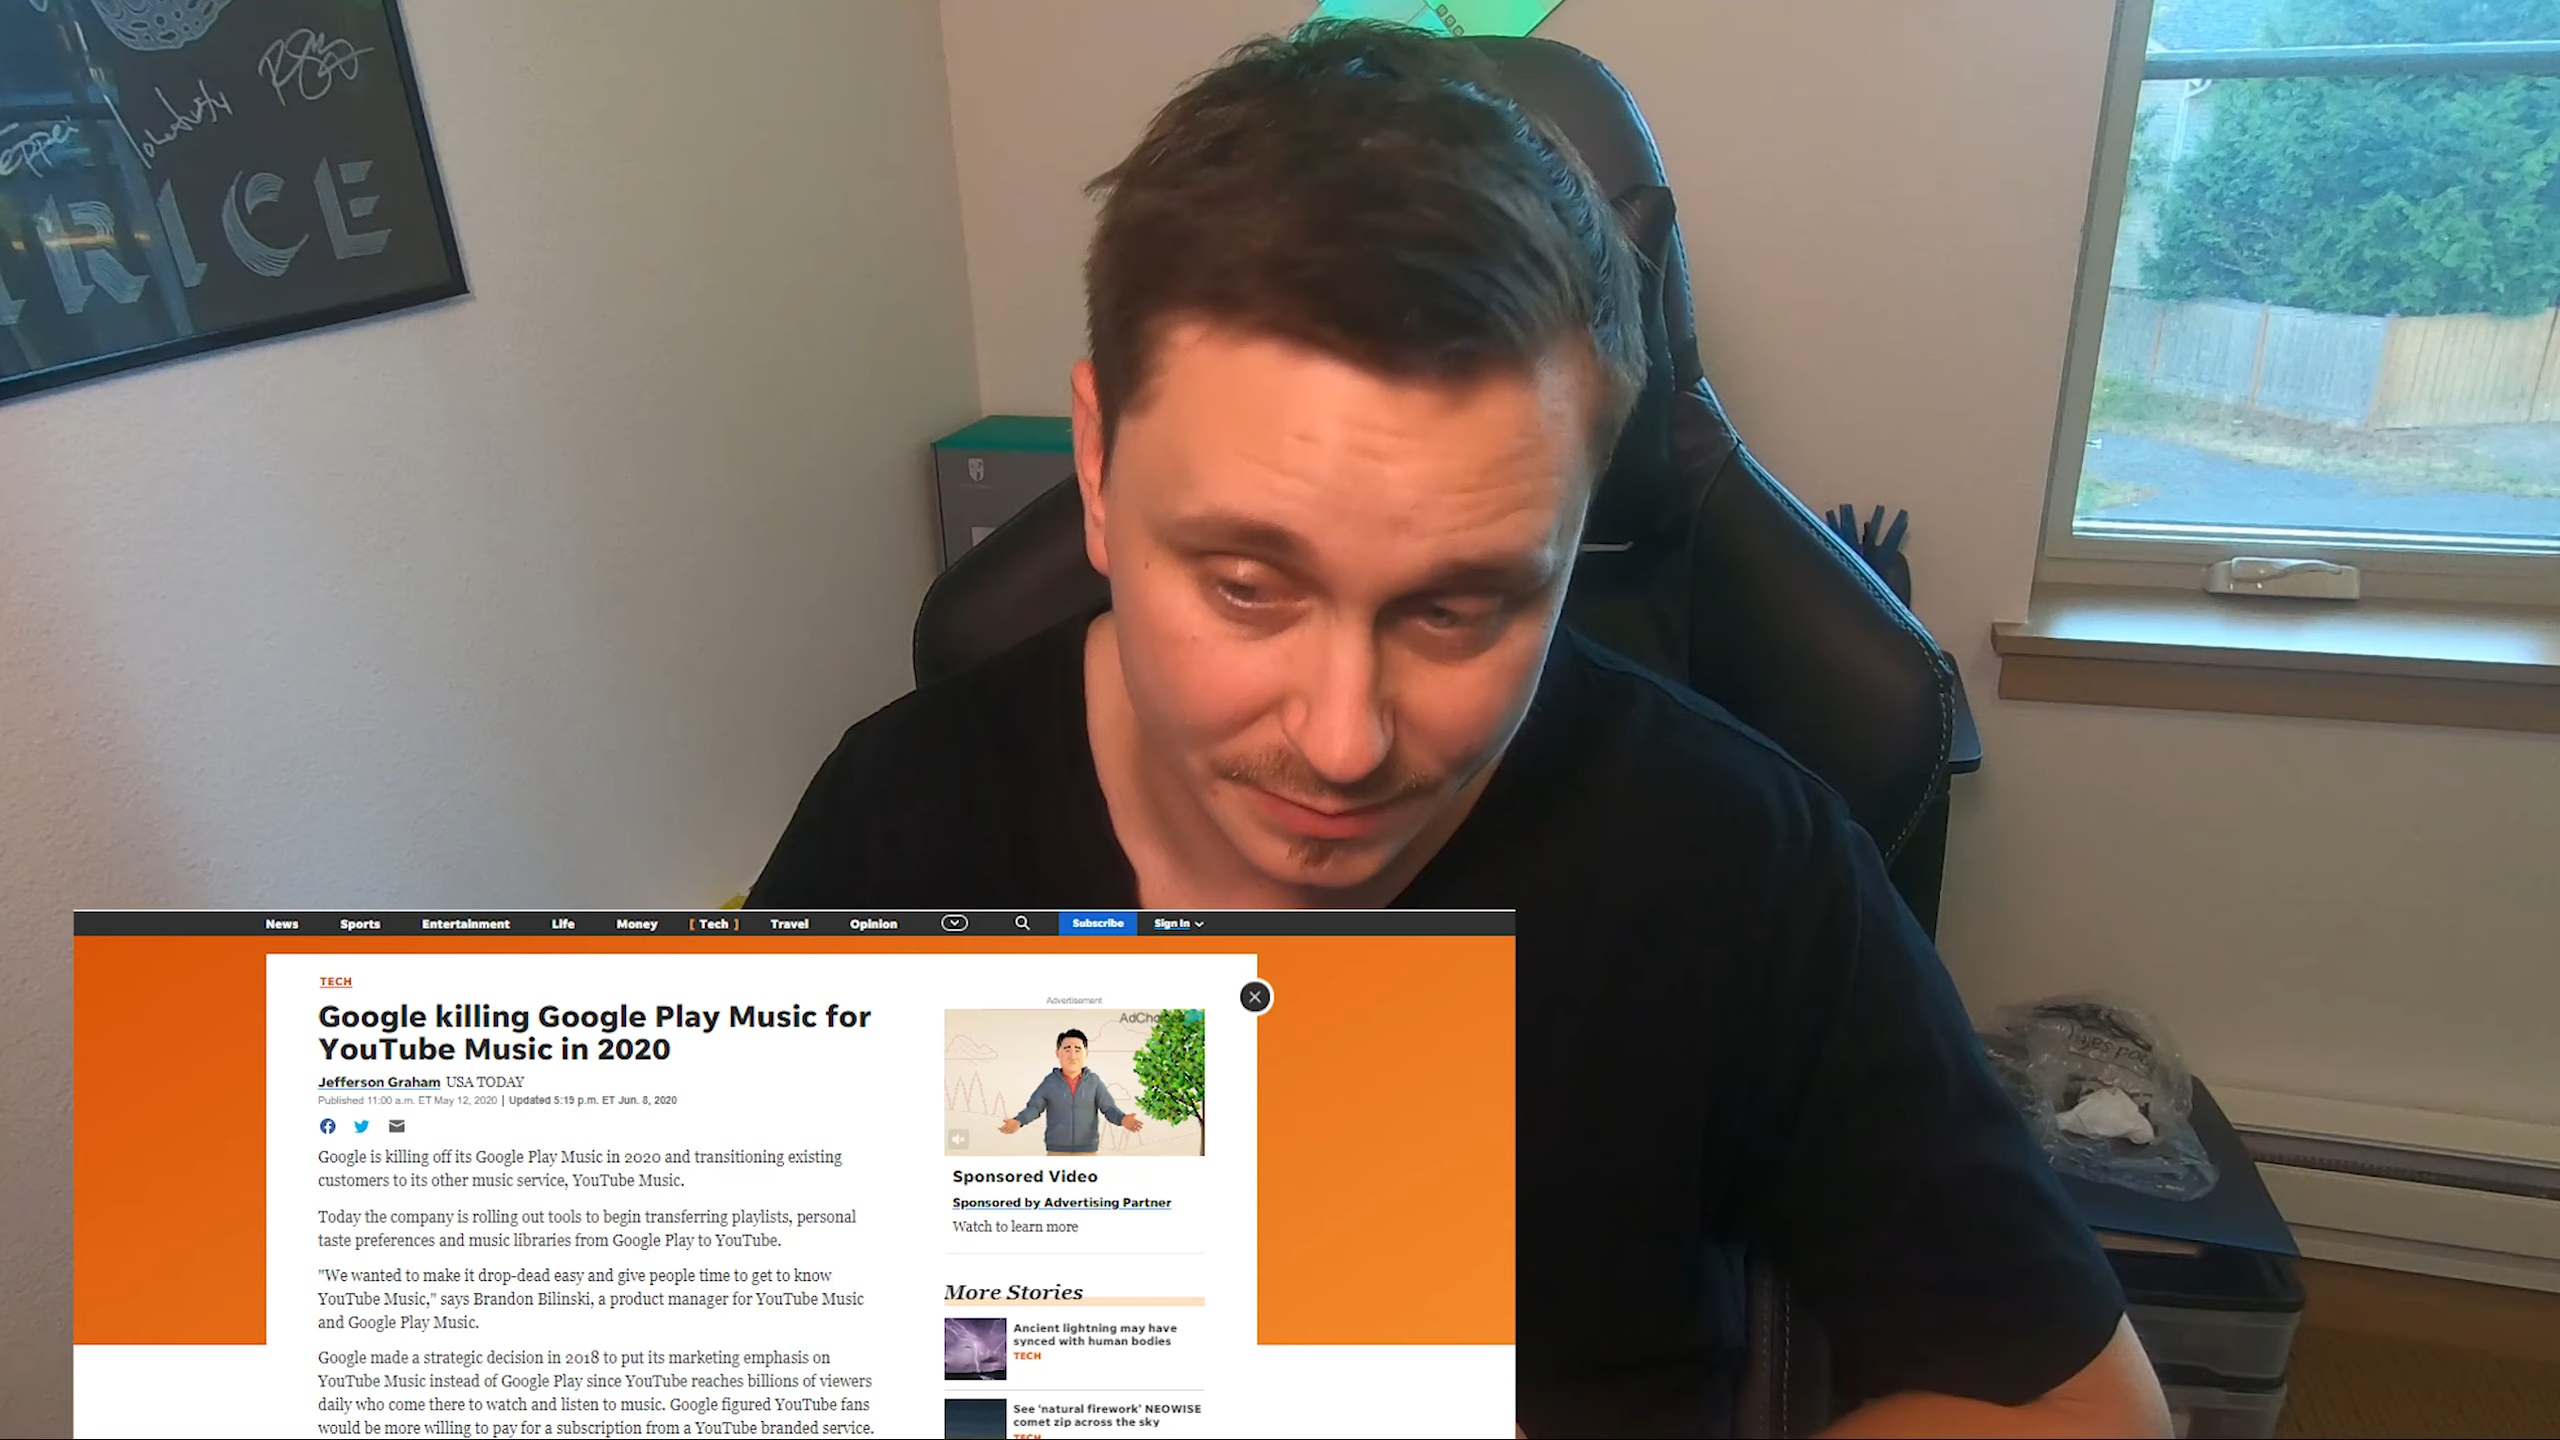 RICE
News Sports Entertainment Life Money [ Tech ] Travel Opinion Subscribe Sign In
TECH
Google killing Google Play Music for
YouTube Music in 2020
Jefferson Graham USA TODAY
Published 11:00 a.m. ET May 12, 2020 | Updated 5:19 p.m. ET Jun. 8, 2020
Google is killing off its Google Play Music in 2020 and transitioning existing
customers to its other music service, YouTube Music.
Today the company is rolling out tools to begin transferring playlists, personal
taste preferences and music libraries from Google Play to YouTube.
"We wanted to make it drop-dead easy and give people time to get to know
YouTube Music," says Brandon Bilinski, a product manager for YouTube Music
and Google Play Music.
Google made a strategic decision in 2018 to put its marketing emphasis on
YouTube Music instead of Google Play since YouTube reaches billions of viewers
daily who come there to watch and listen to music. Google figured YouTube fans
would be more willing to pay for a subscription from a YouTube branded service.
Advertisement
AdChoices
Sponsored Video
Sponsored by Advertising Partner
Watch to learn more
More Stories
Ancient lightning may have
synced with human bodies
TECH
See 'natural firework' NEOWISE
comet zip across the sky
TECH